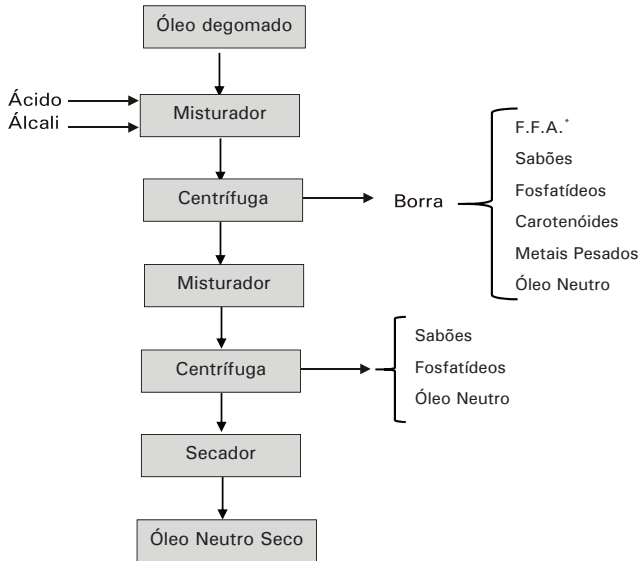 Óleo degomado
Ácido
Álcali
Misturador
Centrífuga
Borra
F.F.A.*
Sabões
Fosfatídeos
Carotenóides
Metais Pesados
Óleo Neutro
Misturador
Centrífuga
Sabões
Fosfatídeos
Óleo Neutro
Secador
Óleo Neutro Seco